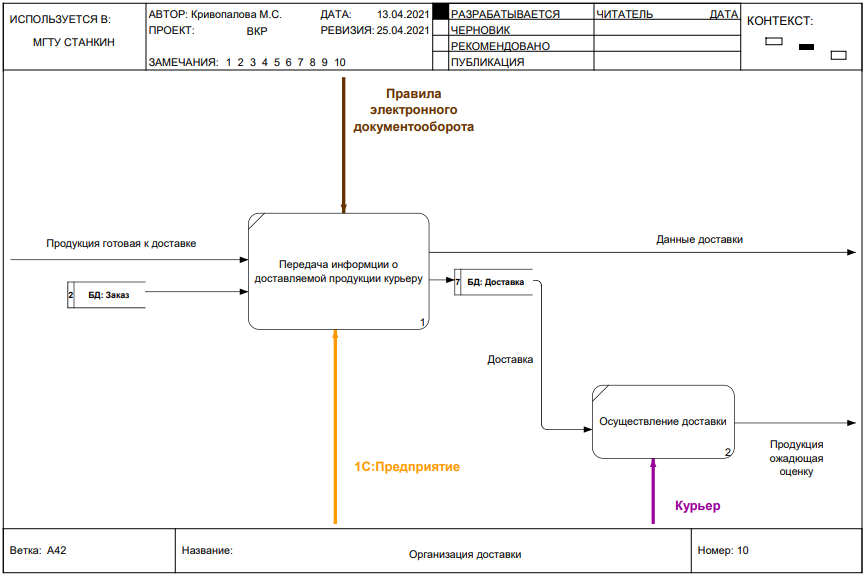 ИСПОЛЬЗУЕТСЯ В:
МГТУ СТАНКИН
АВТОР: Кривопалова М.С. ДАТА: 13.04.2021
ПРОЕКТ: ВКР РЕВИЗИЯ: 25.04.2021
ЗАМЕЧАНИЯ: 1 2 3 4 5 6 7 8 9 10
РАЗРАБАТЫВАЕТСЯ
ЧЕРНОВИК
РЕКОМЕНДОВАНО
ПУБЛИКАЦИЯ
ЧИТАТЕЛЬ ДАТА
КОНТЕКСТ:
Правила
электронного
документооборота
Продукция готовая к доставке
2 БД: Заказ
Передача информции о
доставляемой продукции курьеру
1
Данные доставки
7 БД: Доставка
Доставка
Осуществление доставки
2
Продукция
ожадющая
оценку
1С:Предприятие
Курьер
Ветка: A42
Название:
Организация доставки
Номер: 10